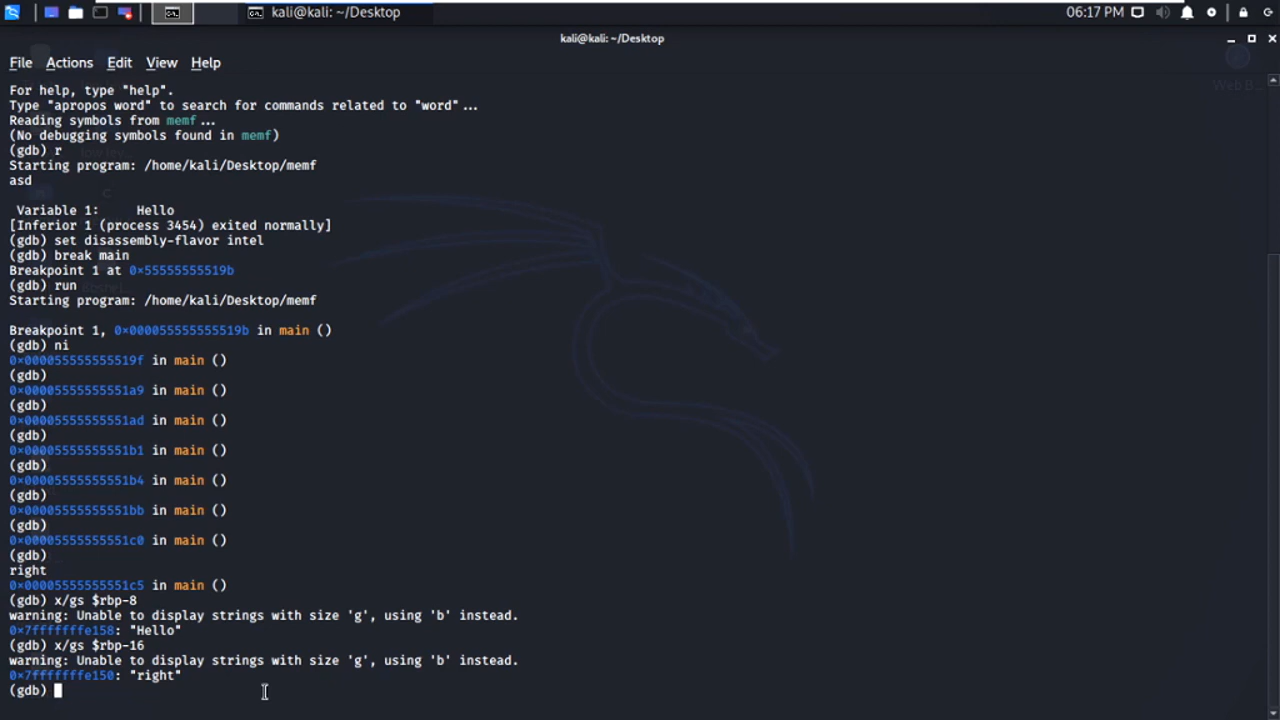 kali@kali: ~/Desktop
06:17 PM
kali@kali: ~/Desktop
File Actions Edit View Help
For help, type "help".
Type "apropos word" to search for commands related to "word"...
Reading symbols from memf...
(No debugging symbols found in memf)
(gdb) r
Starting program: /home/kali/Desktop/memf
asd
Variable 1: Hello
[Inferior 1 (process 3454) exited normally]
(gdb) set disassembly-flavor intel
(gdb) break main
Breakpoint 1 at 0x55555555519b
(gdb) run
Starting program: /home/kali/Desktop/memf
Breakpoint 1, 0x000055555555519b in main ()
(gdb) ni
0x000055555555519f in main ()
(gdb)
0x00005555555551a9 in main ()
(gdb)
0x00005555555551ad in main ()
(gdb)
0x00005555555551b1 in main ()
(gdb)
0x00005555555551b4 in main ()
(gdb)
0x00005555555551bb in main ()
(gdb)
0x00005555555551c0 in main ()
(gdb)
right
0x00005555555551c5 in main ()
(gdb) x/gs $rbp-8
warning: Unable to display strings with size 'g', using 'b' instead.
0x7fffffffe158: "Hello"
(gdb) x/gs $rbp-16
warning: Unable to display strings with size 'g', using 'b' instead.
0x7fffffffe150: "right"
(gdb)